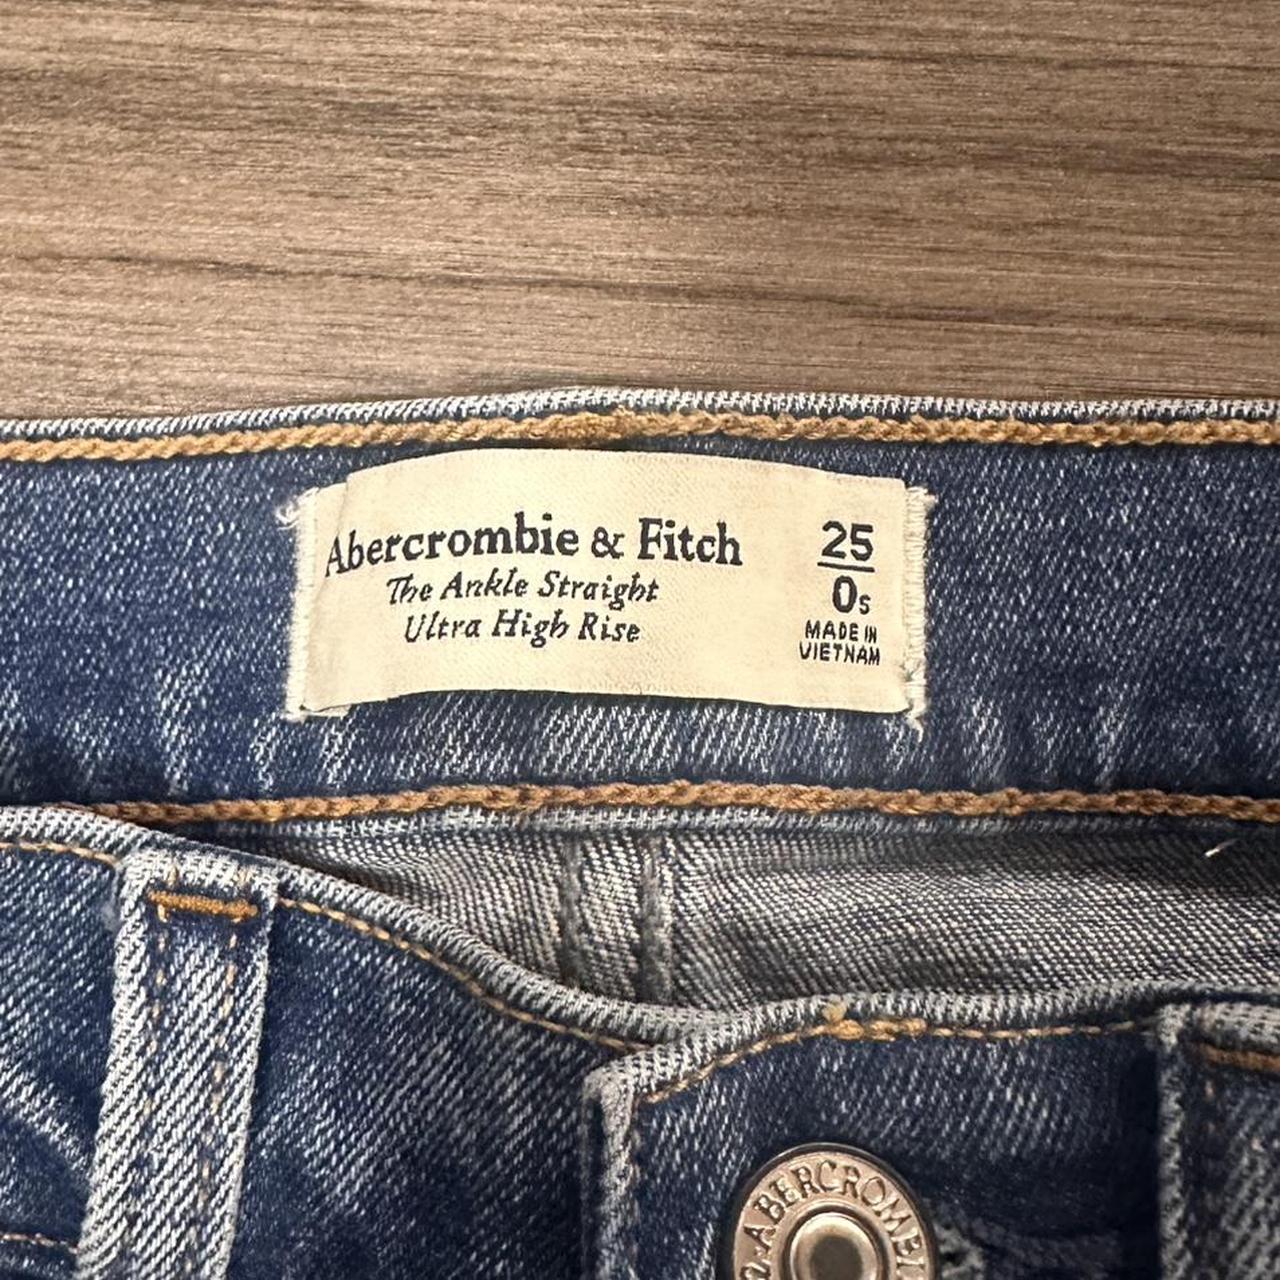 Abercrombie & Fitch
The Ankle Straight
Ultra High Rise
25
0s
MADE IN
VIETNAM
ABERCROMBI